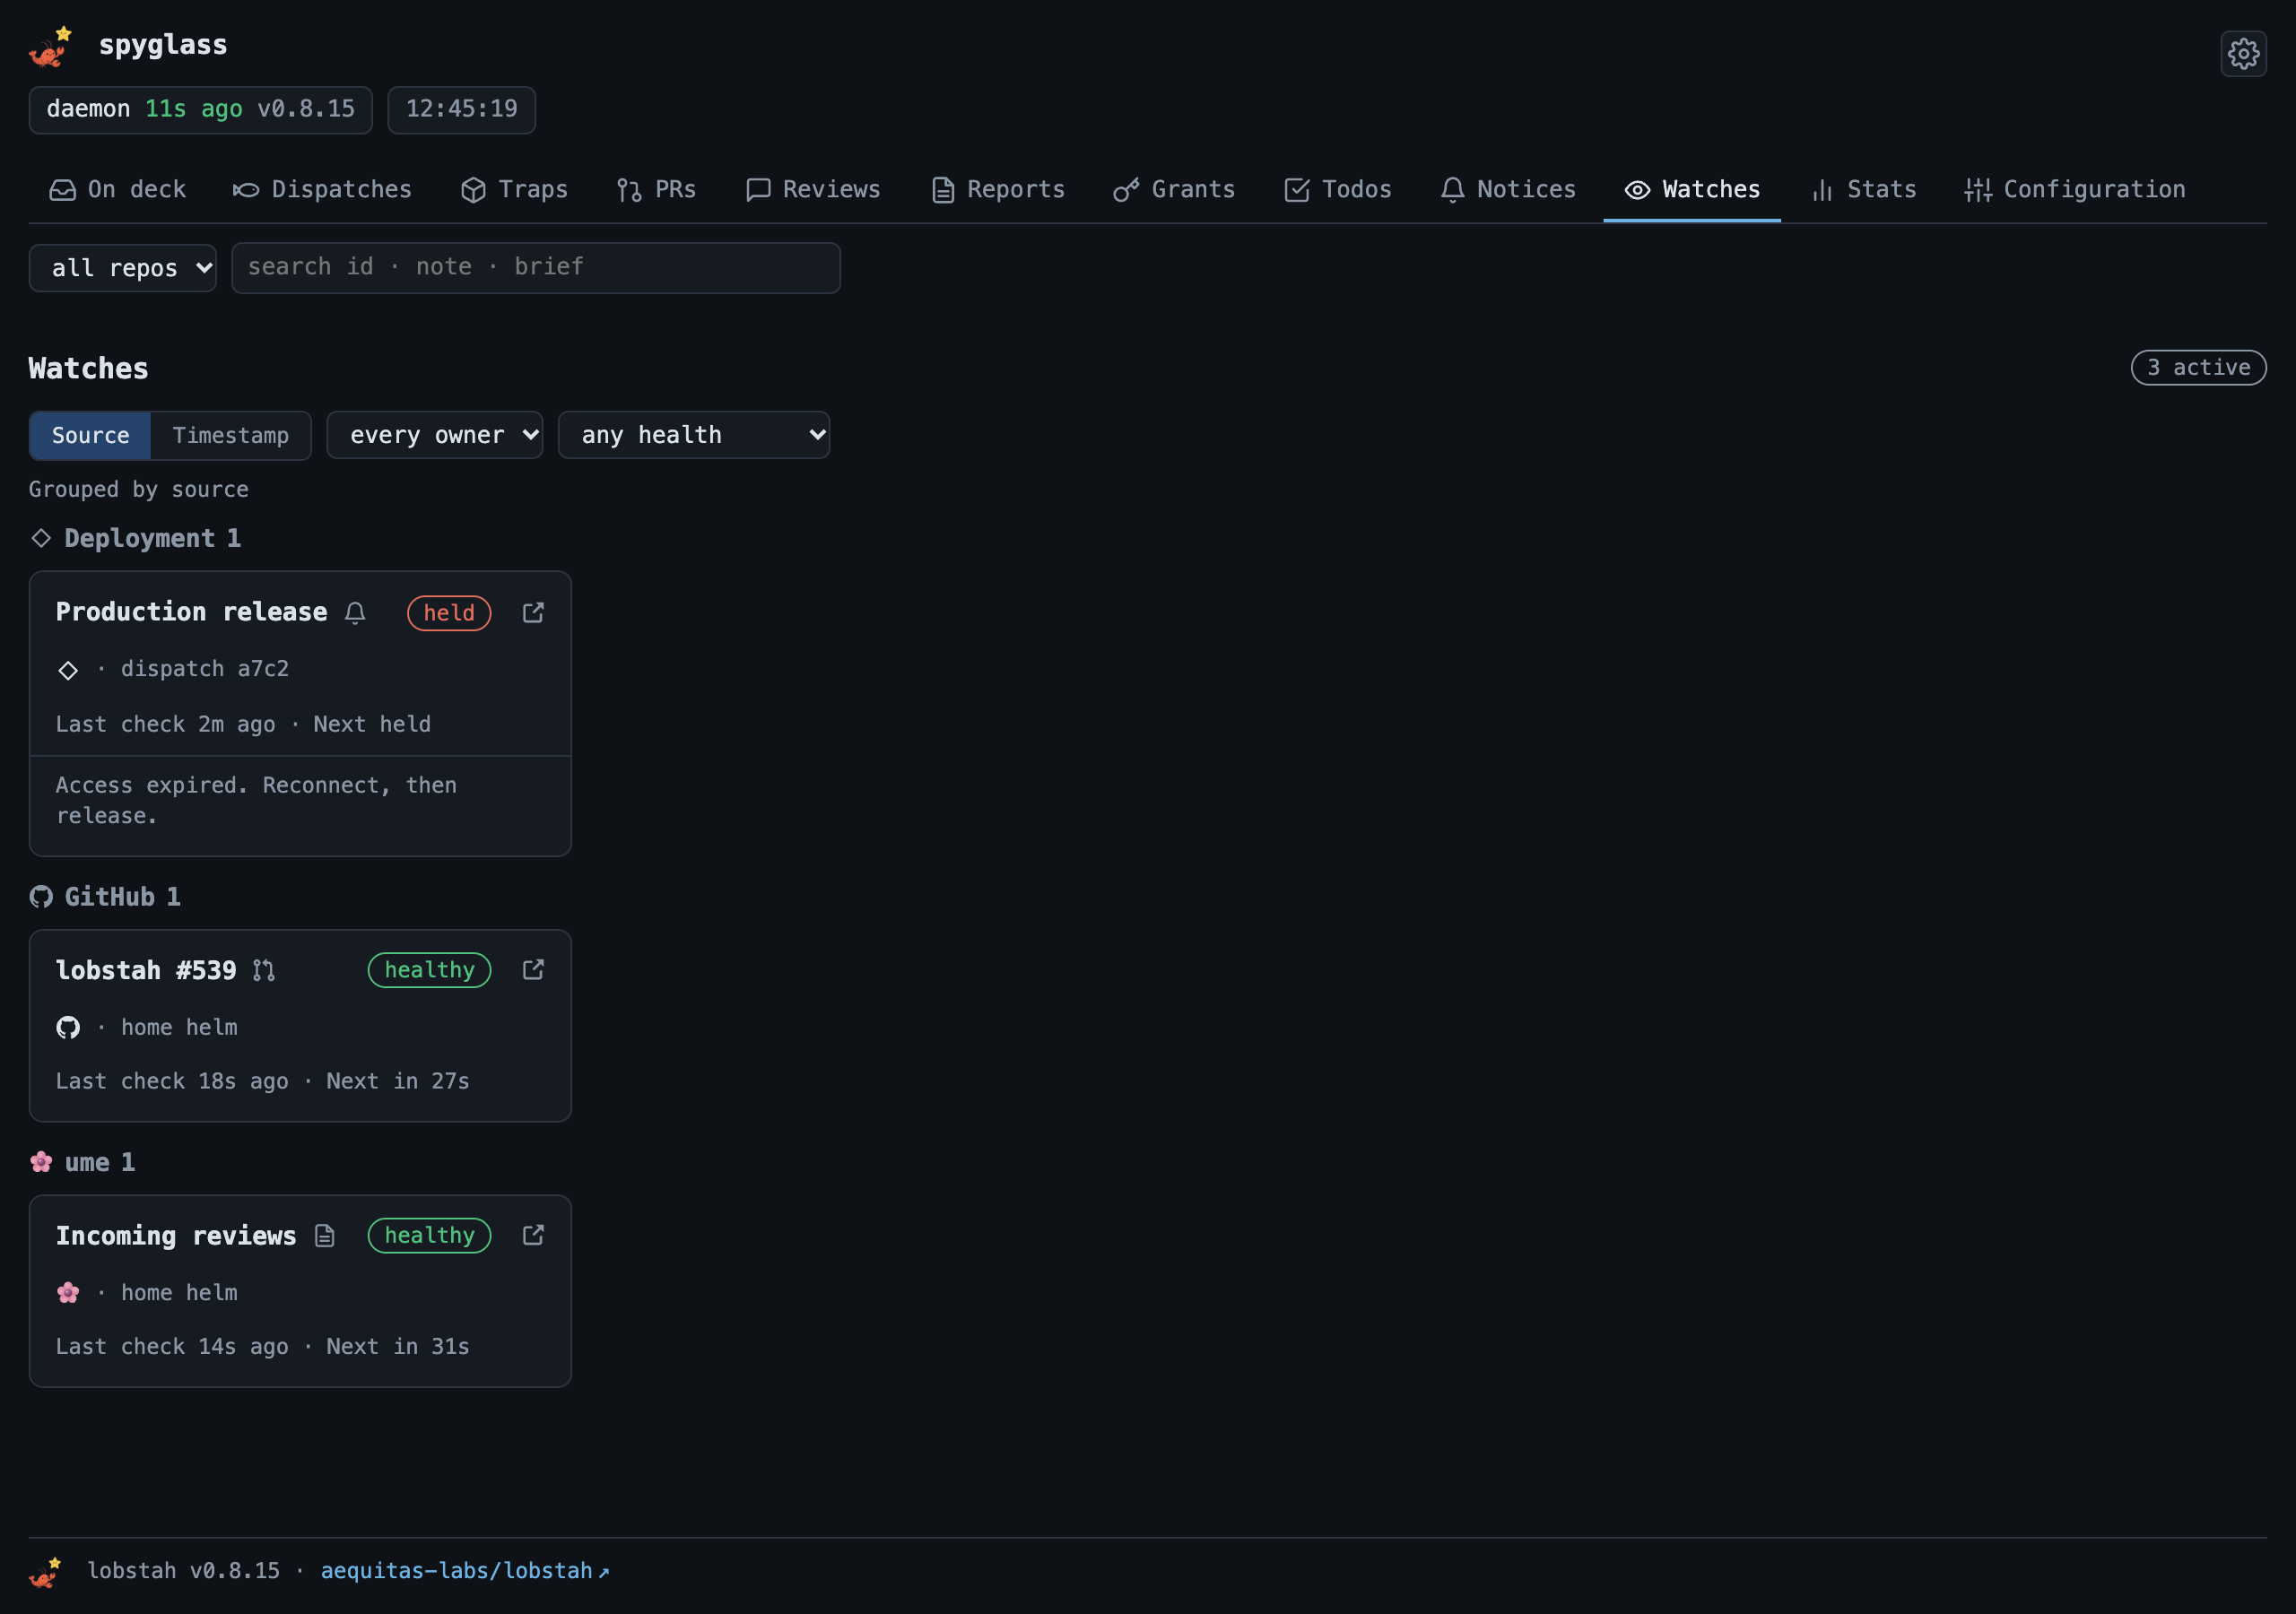 spyglass
daemon 11s ago v0.8.15
12:45:19
On deck
Dispatches
Traps
PRs
Reviews
Reports
Grants
Todos
Notices
Watches
Stats
Configuration
all repos
search id · note · brief
Watches
3 active
Source
Timestamp
every owner
any health
Grouped by source
Deployment 1
Production release
held
· dispatch a7c2
Last check 2m ago · Next held
Access expired. Reconnect, then
release.
GitHub 1
lobstah #539
healthy
· home helm
Last check 18s ago · Next in 27s
ume 1
Incoming reviews
healthy
· home helm
Last check 14s ago · Next in 31s
lobstah v0.8.15 · aequitas-labs/lobstah↗